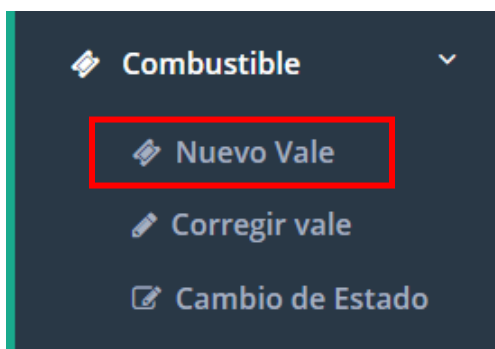 Combustible
Nuevo Vale
Corregir vale
Cambio de Estado